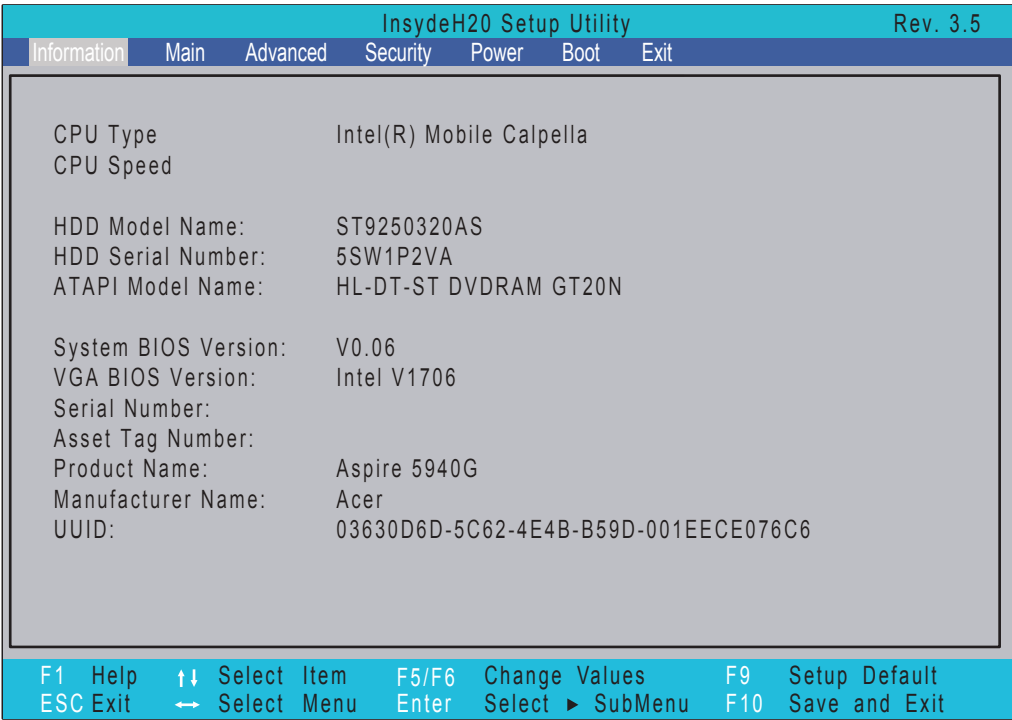 InsydeH20 Setup Utility Rev. 3.5
Information Main Advanced Security Power Boot Exit
CPU Type Intel(R) Mobile Calpella
CPU Speed
HDD Model Name: ST9250320AS
HDD Serial Number: 5SW1P2VA
ATAPI Model Name: HL-DT-ST DVDRAM GT20N
System BIOS Version: V0.06
VGA BIOS Version: Intel V1706
Serial Number:
Asset Tag Number:
Product Name: Aspire 5940G
Manufacturer Name: Acer
UUID: 03630D6D-5C62-4E4B-B59D-001EECE076C6
F1 Help ↑↓ Select Item F5/F6 Change Values F9 Setup Default
ESC Exit ↔ Select Menu Enter Select ► SubMenu F10 Save and Exit